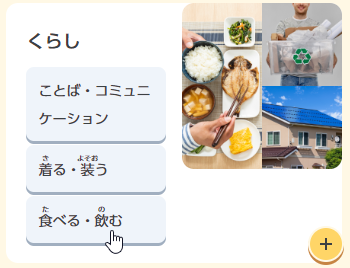 くらし
ことば・コミュニ
ケーション
き よそお
着る・装う
た の
食べる・飲む
+